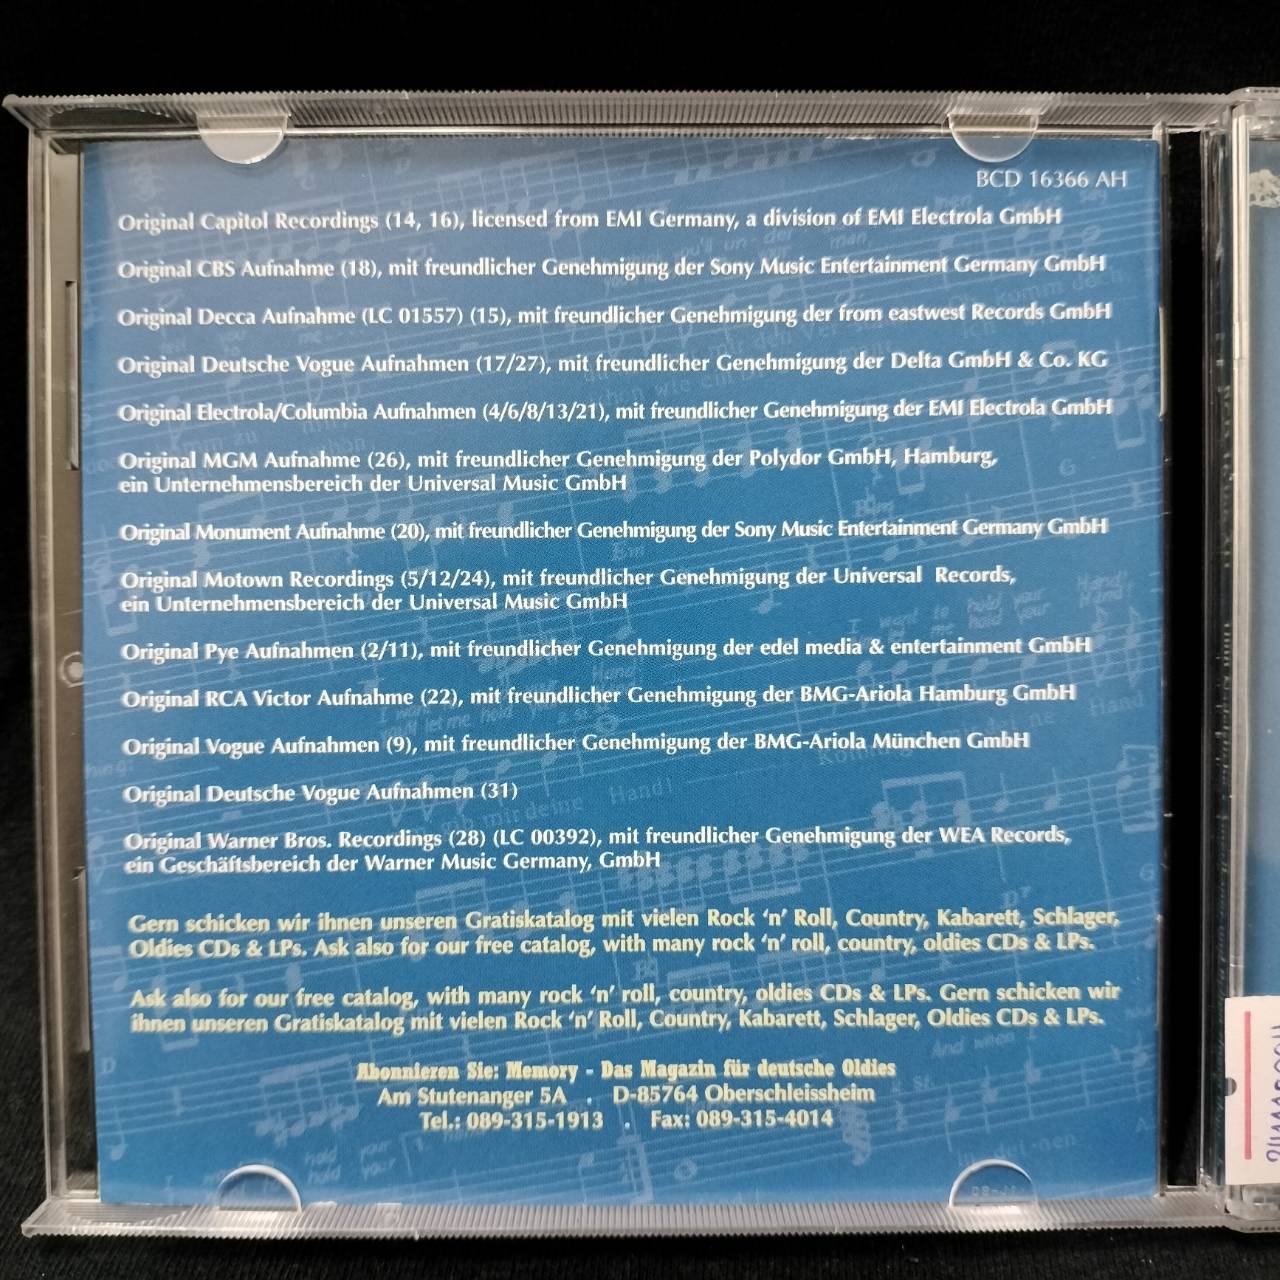 BCD 16366 AH
Original Capitol Recordings (14, 16), licensed from EMI Germany, a division of EMI Electrola GmbH
Original CBS Aufnahme (18), mit freundlicher Genehmigung der Sony Music Entertainment Germany GmbH
Original Decca Aufnahme (LC 01557) (15), mit freundlicher Genehmigung der from eastwest Records GmbH
Original Deutsche Vogue Aufnahmen (17/27), mit freundlicher Genehmigung der Delta GmbH & Co. KG
Original Electrola/Columbia Aufnahmen (4/6/8/13/21), mit freundlicher Genehmigung der EMI Electrola GmbH
Original MGM Aufnahme (26), mit freundlicher Genehmigung der Polydor GmbH, Hamburg,
ein Unternehmensbereich der Universal Music GmbH
Original Monument Aufnahme (20), mit freundlicher Genehmigung der Sony Music Entertainment Germany GmbH
Original Motown Recordings (5/12/24), mit freundlicher Genehmigung der Universal Records,
ein Unternehmensbereich der Universal Music GmbH
Original Pye Aufnahmen (2/11), mit freundlicher Genehmigung der edel media & entertainment GmbH
Original RCA Victor Aufnahme (22), mit freundlicher Genehmigung der BMG-Ariola Hamburg GmbH
Original Vogue Aufnahmen (9), mit freundlicher Genehmigung der BMG-Ariola München GmbH
Original Deutsche Vogue Aufnahmen (31)
Original Warner Bros. Recordings (28) (LC 00392), mit freundlicher Genehmigung der WEA Records,
ein Geschäftsbereich der Warner Music Germany, GmbH
Gern schicken wir ihnen unseren Gratiskatalog mit vielen Rock 'n' Roll, Country, Kabarett, Schlager,
Oldies CDs & LPs. Ask also for our free catalog, with many rock 'n' roll, country, oldies CDs & LPs.
Ask also for our free catalog, with many rock 'n' roll, country, oldies CDs & LPs. Gern schicken wir
ihnen unseren Gratiskatalog mit vielen Rock 'n' Roll, Country, Kabarett, Schlager, Oldies CDs & LPs.
Abonnieren Sie: Memory - Das Magazin für deutsche Oldies
Am Stutenanger 5A . D-85764 Oberschleissheim
Tel.: 089-315-1913 . Fax: 089-315-4014